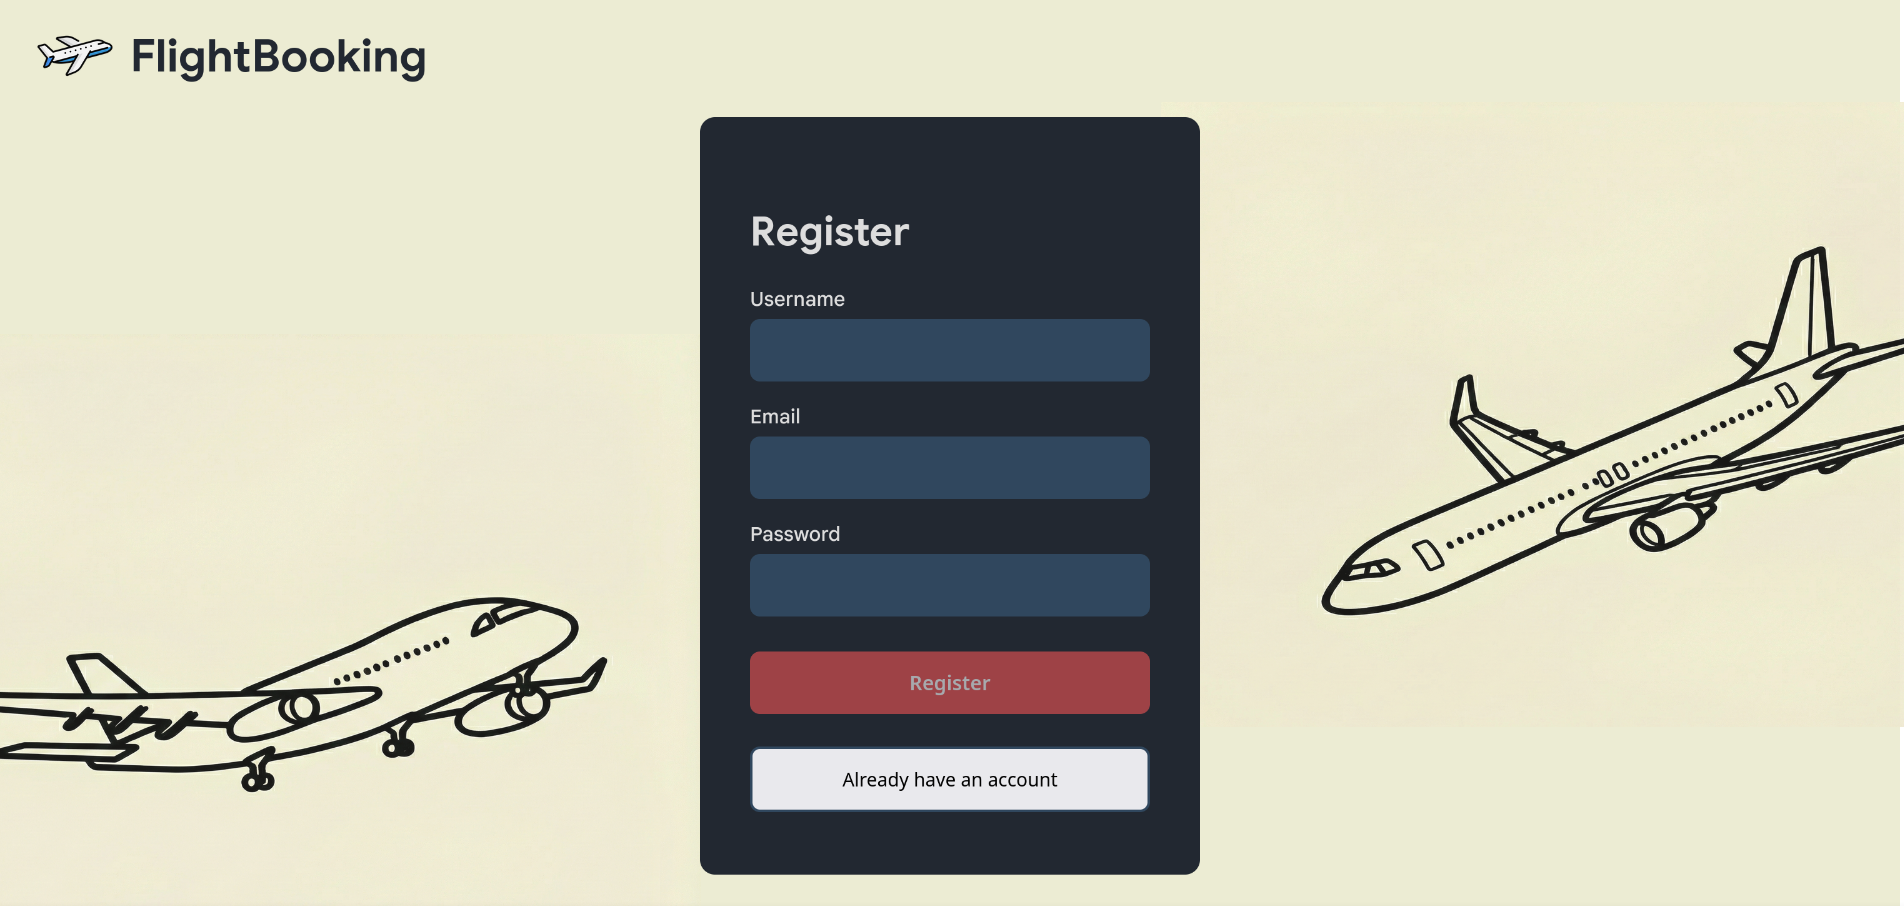 FlightBooking
Register
Username
Email
Password
Register
Already have an account